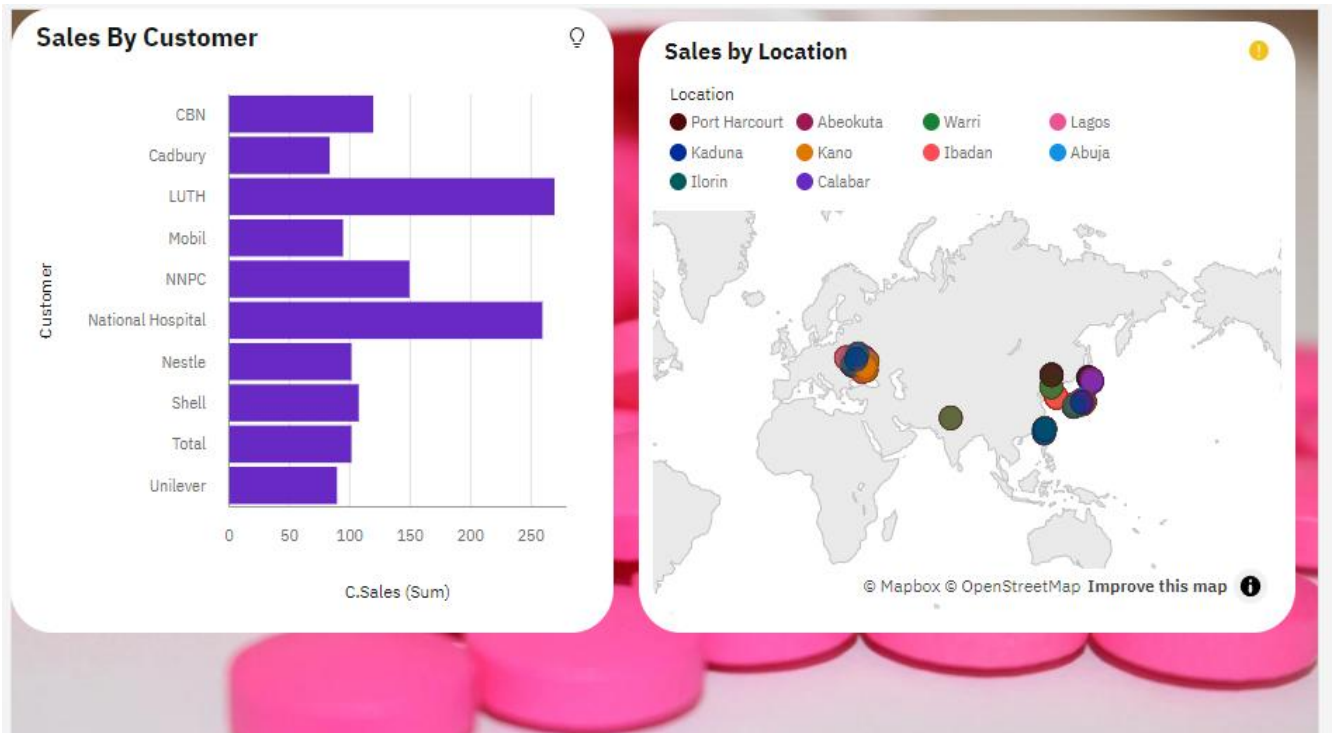 Sales By Customer
Customer
CBN
Cadbury
LUTH
Mobil
NNPC
National Hospital
Nestle
Shell
Total
Unilever
0 50 100 150 200 250
C.Sales (Sum)
Sales by Location
Location
Port Harcourt Abeokuta Warri Lagos
Kaduna Kano Ibadan Abuja
Ilorin Calabar
© Mapbox © OpenStreetMap Improve this map